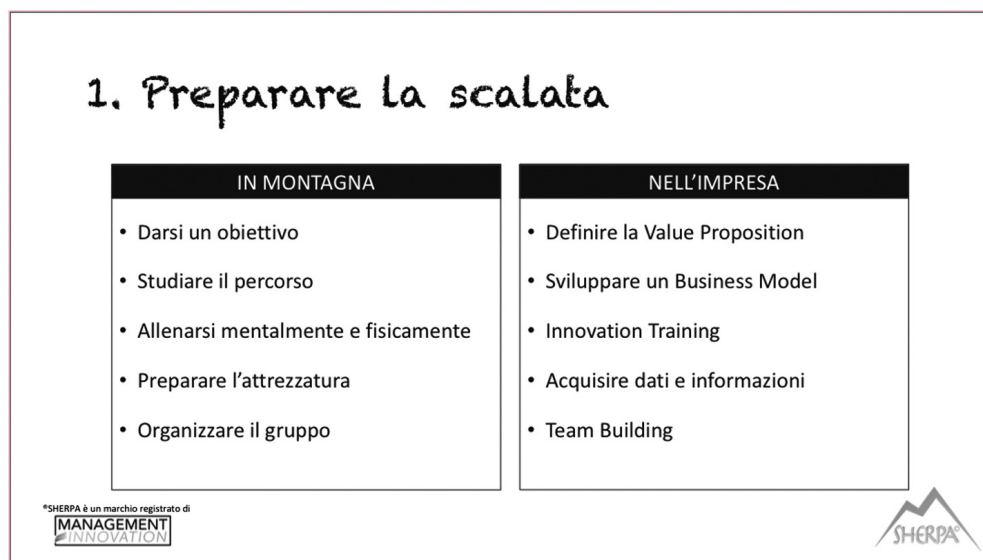 1. Preparare la scalata
IN MONTAGNA
• Darsi un obiettivo
• Studiare il percorso
• Allenarsi mentalmente e fisicamente
• Preparare l’attrezzatura
• Organizzare il gruppo
NELL’IMPRESA
• Definire la Value Proposition
• Sviluppare un Business Model
• Innovation Training
• Acquisire dati e informazioni
• Team Building
®SHERPA è un marchio registrato di
MANAGEMENT
INNOVATION
SHERPA®